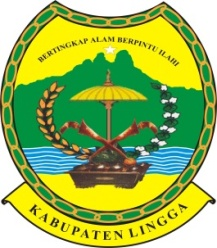 BERTINGKAP ALAM BERPINTU ILAHI
KABUPATEN LINGGA